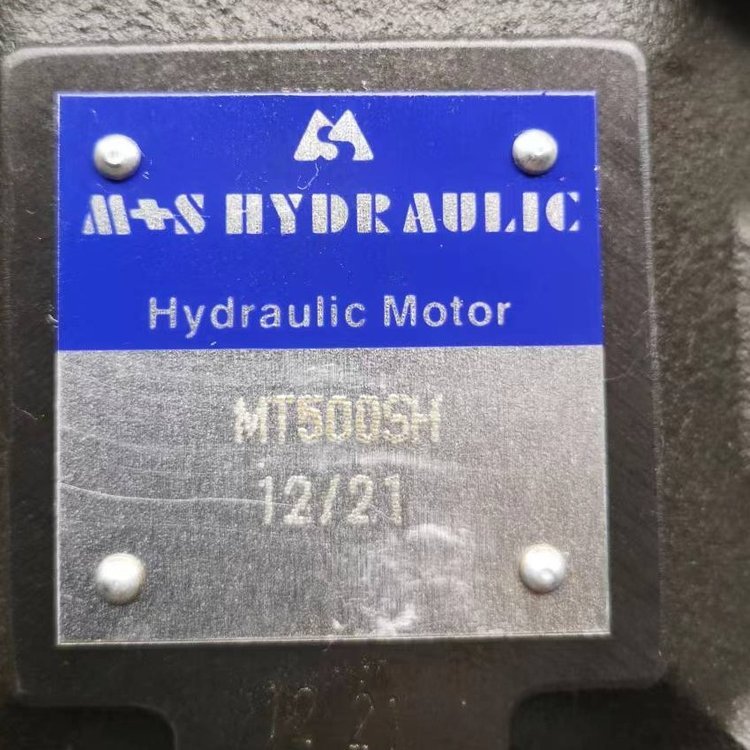 M+S HYDRAULIC
Hydraulic Motor
MT500SH
12/21